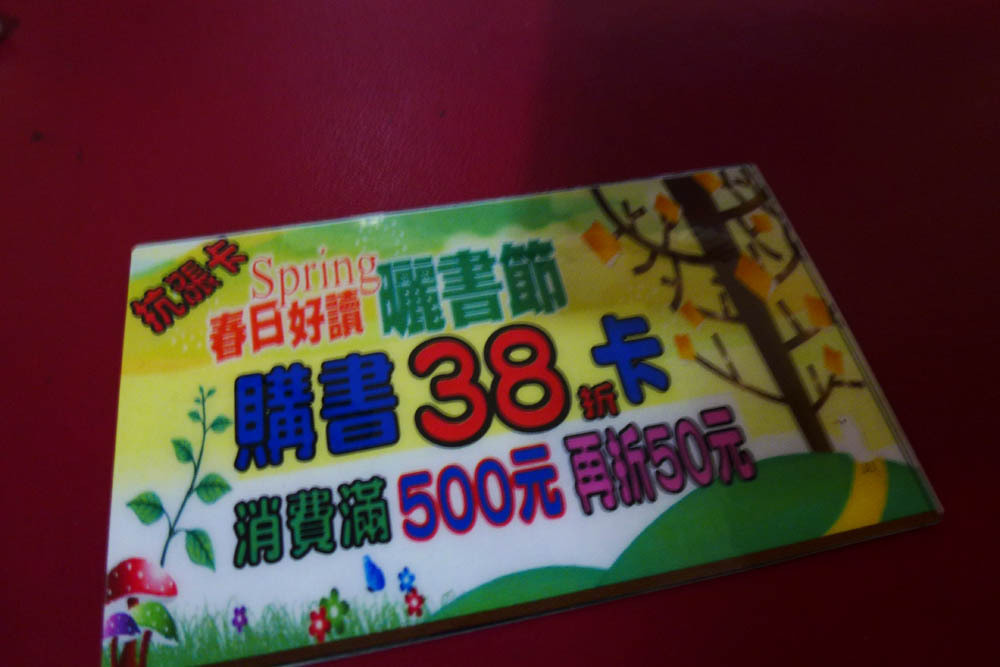 抗漲卡
Spring
春日好讀 曬書節
購書38折卡
消費滿500元 再折50元